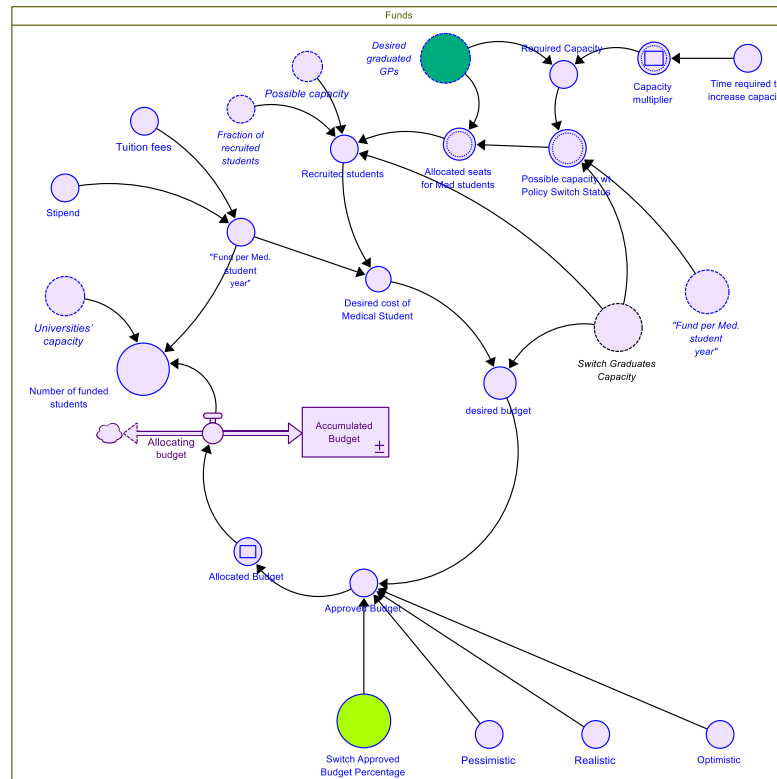 Funds
Desired
graduated
GPs
Required Capacity
Possible capacity
Capacity
multiplier
Time required t
increase capaci
Fraction of
recruited
students
Tuition fees
Recruited students
Allocated seats
for Med students
Possible capacity wt
Policy Switch Status
Stipend
"Fund per Med.
student
year"
Desired cost of
Medical Student
Universities'
capacity
"Fund per Med.
student
year"
Switch Graduates
Capacity
Number of funded
students
desired budget
Allocating
budget
Accumulated
Budget
±
Allocated Budget
Approved Budget
Switch Approved
Budget Percentage
Pessimistic
Realistic
Optimistic